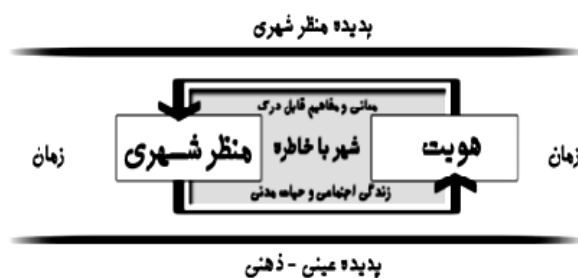 پدیده منظر شهری
معانی و مفاهیم قابل درک
زمان هویت شهر با خاطره منظر شهری زمان
زندگی اجتماعی و حیات مدنی
پدیده عینی - ذهنی